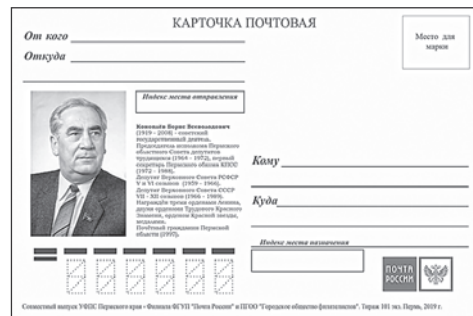 КАРТОЧКА ПОЧТОВАЯ
От кого
Откуда
Место для
марки
Индекс места отправления
Коноплёв Борис Всеволодович
(1919 - 2008) - советский
государственный деятель,
Председатель исполкома Пермского
областного Совета депутатов
трудящихся (1964 - 1972), первый
секретарь Пермского обкома КПСС
(1972 - 1988),
Депутат Верховного Совета РСФСР
V и VI созывов (1959 - 1966),
Депутат Верховного Совета СССР
VII - XII созывов (1966 - 1989).
Награждён тремя орденами Ленина,
двумя орденами Трудового Красного
Знамени, орденом Красной звезды,
медалями.
Почётный гражданин Пермской
области (1997).
Кому
Куда
Индекс места назначения
ПОЧТА
РОССИИ
Совместный выпуск УФПС Пермского края - Филиала ФГУП "Почта России" и ПГОО "Городское общество филателистов". Тираж 101 экз. Пермь, 2019 г.